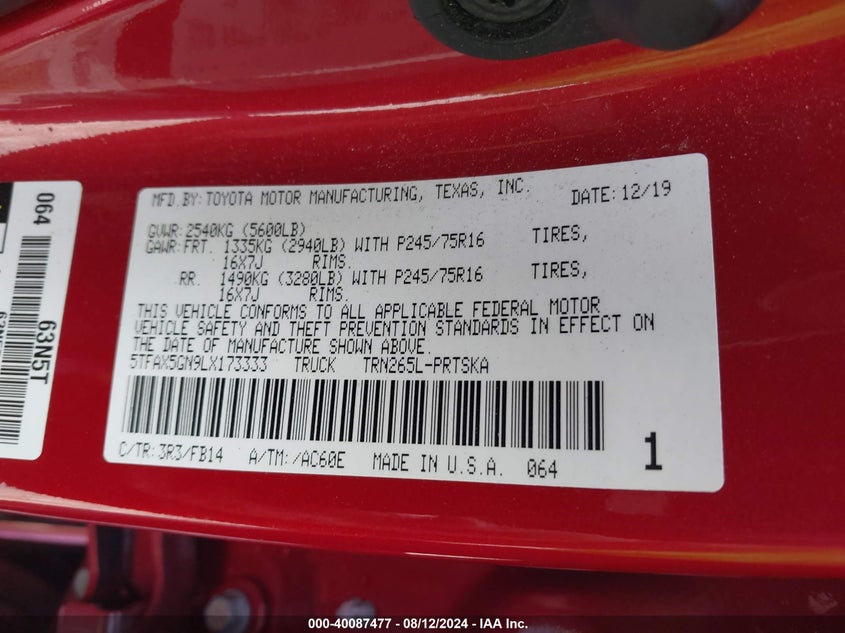 MFD.BY:TOYOTA MOTOR MANUFACTURING, TEXAS, INC. DATE:12/19
GVWR:2540KG (5600LB)
GAWR:FRT. 1335KG (2940LB) WITH P245/75R16 TIRES,
16X7J RIMS.
RR. 1490KG (3280LB) WITH P245/75R16 TIRES,
16X7J RIMS.
THIS VEHICLE CONFORMS TO ALL APPLICABLE FEDERAL MOTOR
VEHICLE SAFETY AND THEFT PREVENTION STANDARDS IN EFFECT ON
THE DATE OF MANUFACTURE SHOWN ABOVE.
5TFAX5GN9LX173333 TRUCK TRN265L-PRTSKA
C/TR:3R3/FB14 A/TM:/AC60E MADE IN U.S.A. 064
1
064
63N5T
000-40087477 - 08/12/2024 - IAA Inc.